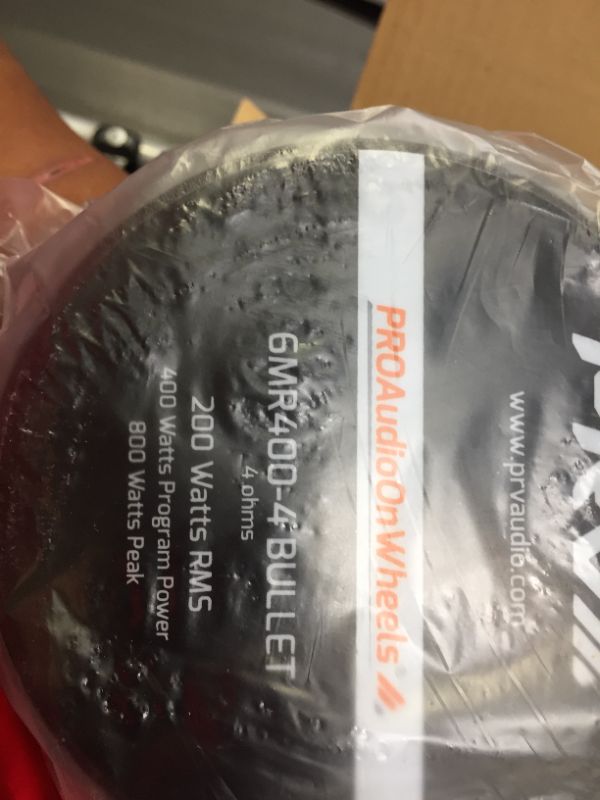 www.prvaudio.com
PROAudioOnWheels
6MR400-4 BULLET
4 ohms
200 Watts RMS
400 Watts Program Power
800 Watts Peak